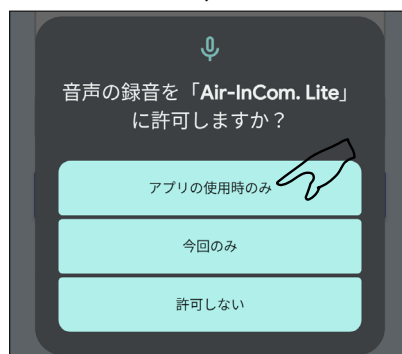 音声の録音を「Air-InCom. Lite」
に許可しますか？
アプリの使用時のみ
今回のみ
許可しない